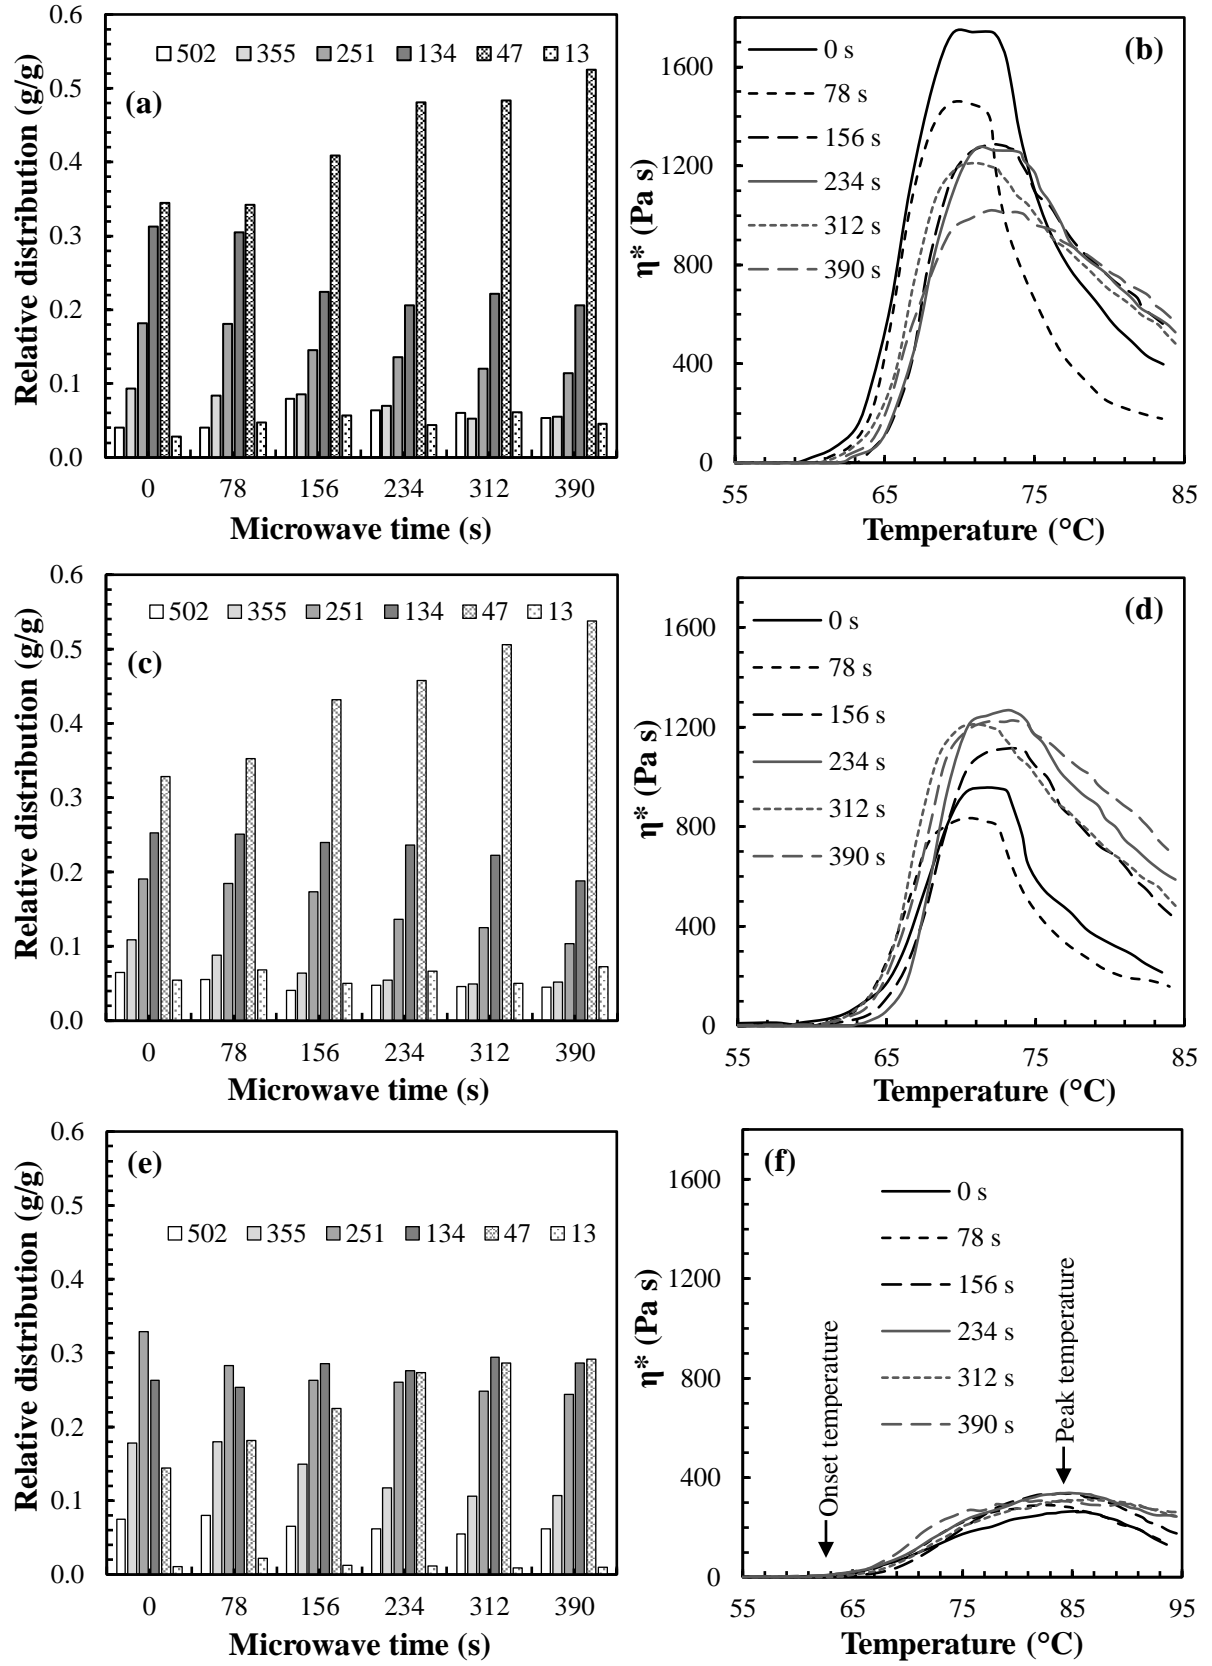 0.6
0.5
0.4
0.3
0.2
0.1
0.0
Relative distribution (g/g)
502 355 251 134 47 13
(a)
0 78 156 234 312 390
Microwave time (s)
1600
1200
800
400
0
η* (Pa s)
(b)
0 s
78 s
156 s
234 s
312 s
390 s
55 65 75 85
Temperature (°C)
0.6
0.5
0.4
0.3
0.2
0.1
0.0
Relative distribution (g/g)
502 355 251 134 47 13
(c)
0 78 156 234 312 390
Microwave time (s)
1600
1200
800
400
0
η* (Pa s)
(d)
0 s
78 s
156 s
234 s
312 s
390 s
55 65 75 85
Temperature (°C)
0.6
0.5
0.4
0.3
0.2
0.1
0.0
Relative distribution (g/g)
(e)
502 355 251 134 47 13
0 78 156 234 312 390
Microwave time (s)
1600
1200
800
400
0
η* (Pa s)
(f)
0 s
78 s
156 s
234 s
312 s
390 s
Onset temperature
Peak temperature
55 65 75 85 95
Temperature (°C)